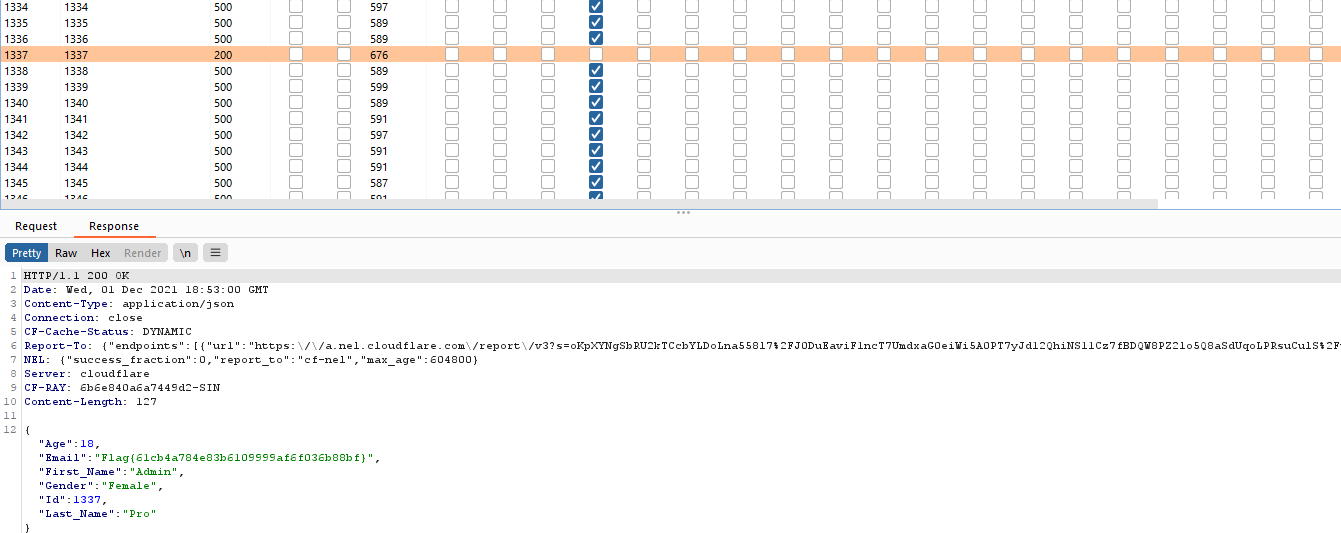 1334 1334 500 597
1335 1335 500 589
1336 1336 500 589
1337 1337 200 676
1338 1338 500 589
1339 1339 500 599
1340 1340 500 589
1341 1341 500 591
1342 1342 500 597
1343 1343 500 591
1344 1344 500 591
1345 1345 500 587
1346 1346 500 591
Request Response
Pretty Raw Hex Render \n
1 HTTP/1.1 200 OK
2 Date: Wed, 01 Dec 2021 18:53:00 GMT
3 Content-Type: application/json
4 Connection: close
5 CF-Cache-Status: DYNAMIC
6 Report-To: {"endpoints":[{"url":"https:\/\/a.nel.cloudflare.com\/report\/v3?
7 NEL: {"success_fraction":0,"report_to":"cf-nel","max_age":604800}
8 Server: cloudflare
9 CF-RAY: 6b6e840a6a7449d2-SIN
10 Content-Length: 127
11
12 {
"Age":18,
"Email":"Flag{61cb4a784e83b6109999af6f036b88bf}",
"First_Name":"Admin",
"Gender":"Female",
"Id":1337,
"Last_Name":"Pro"
}